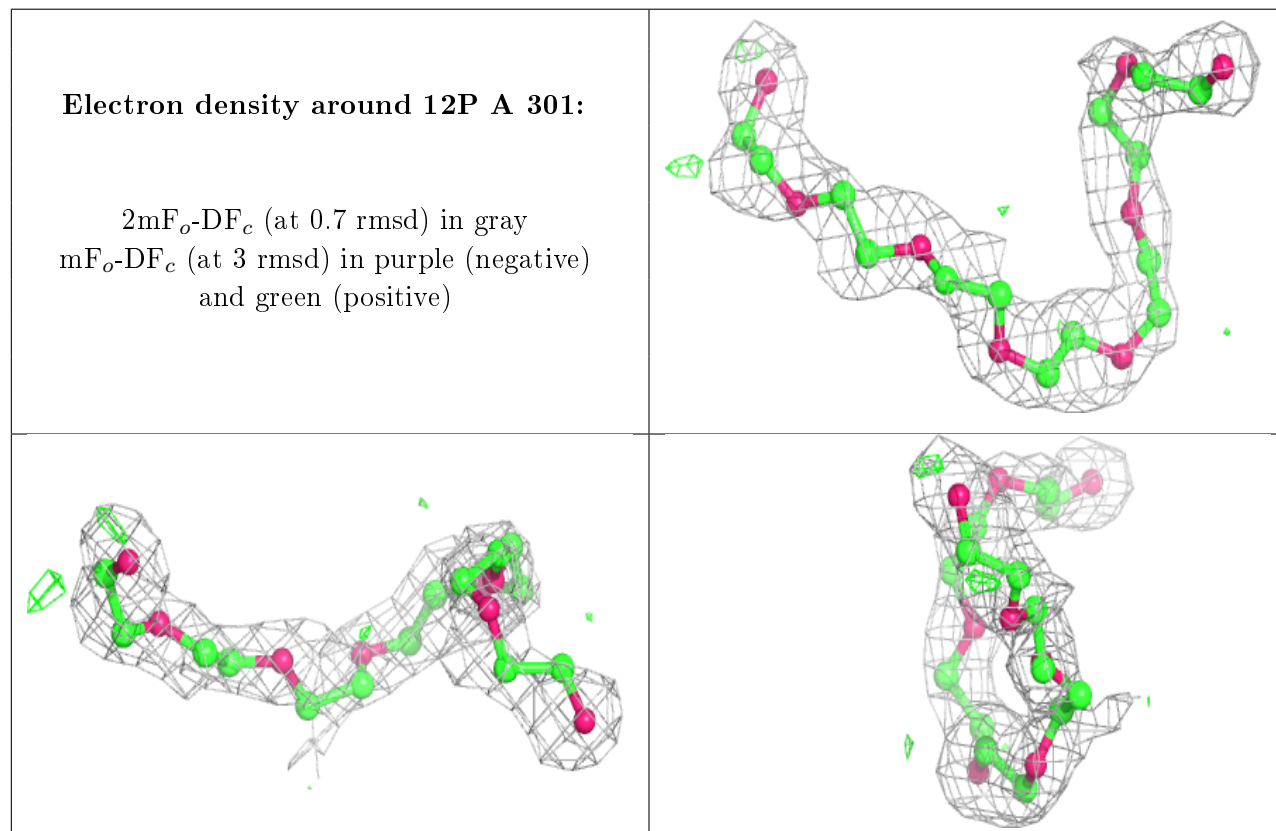 Electron density around 12P A 301:
2mFₒ-DF𝑐 (at 0.7 rmsd) in gray
mFₒ-DF𝑐 (at 3 rmsd) in purple (negative)
and green (positive)